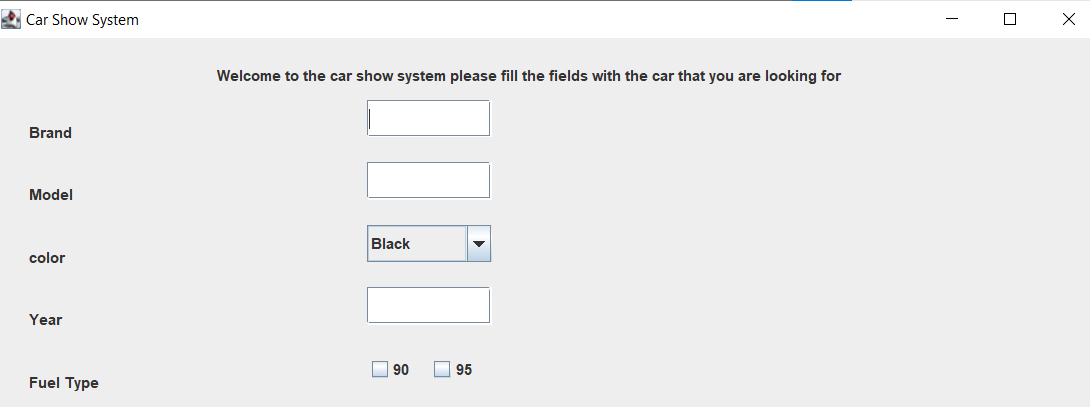 Car Show System
Welcome to the car show system please fill the fields with the car that you are looking for
Brand
Model
color
Black
Year
Fuel Type
90
95